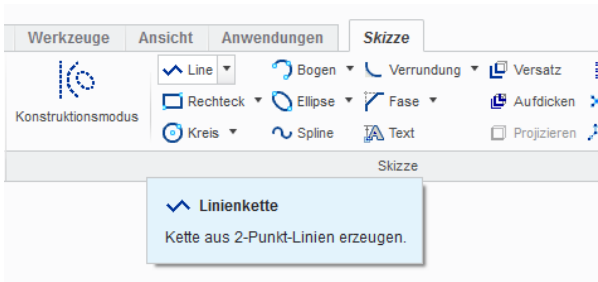 Werkzeuge Ansicht Anwendungen Skizze
Line Bogen Verrundung Versatz
Konstruktionsmodus Rechteck Ellipse Fase Aufdicken
Kreis Spline Text Projizieren
Skizze
Linienkette
Kette aus 2-Punkt-Linien erzeugen.